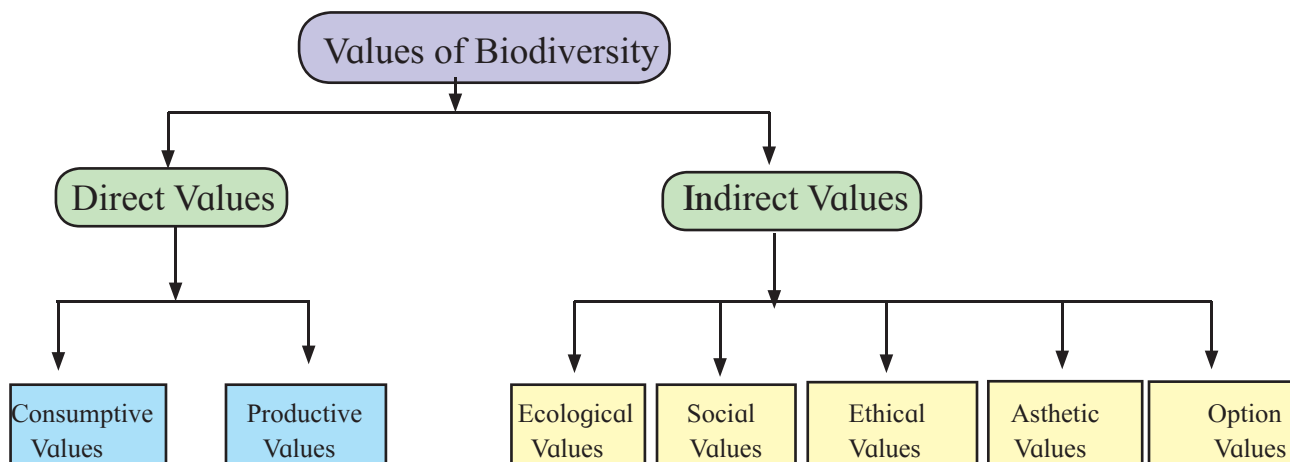 Values of Biodiversity
Direct Values
Indirect Values
Consumptive
Values
Productive
Values
Ecological
Values
Social
Values
Ethical
Values
Asthetic
Values
Option
Values